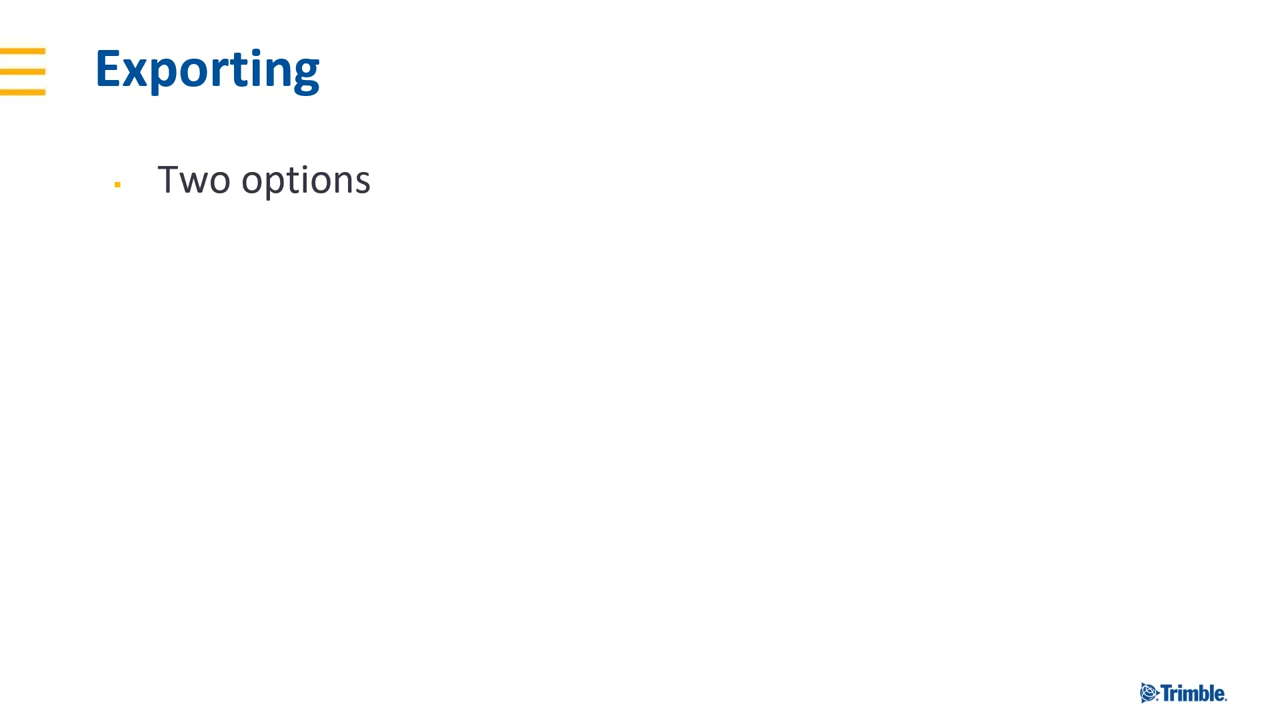 Exporting
▪ Two options
Trimble.